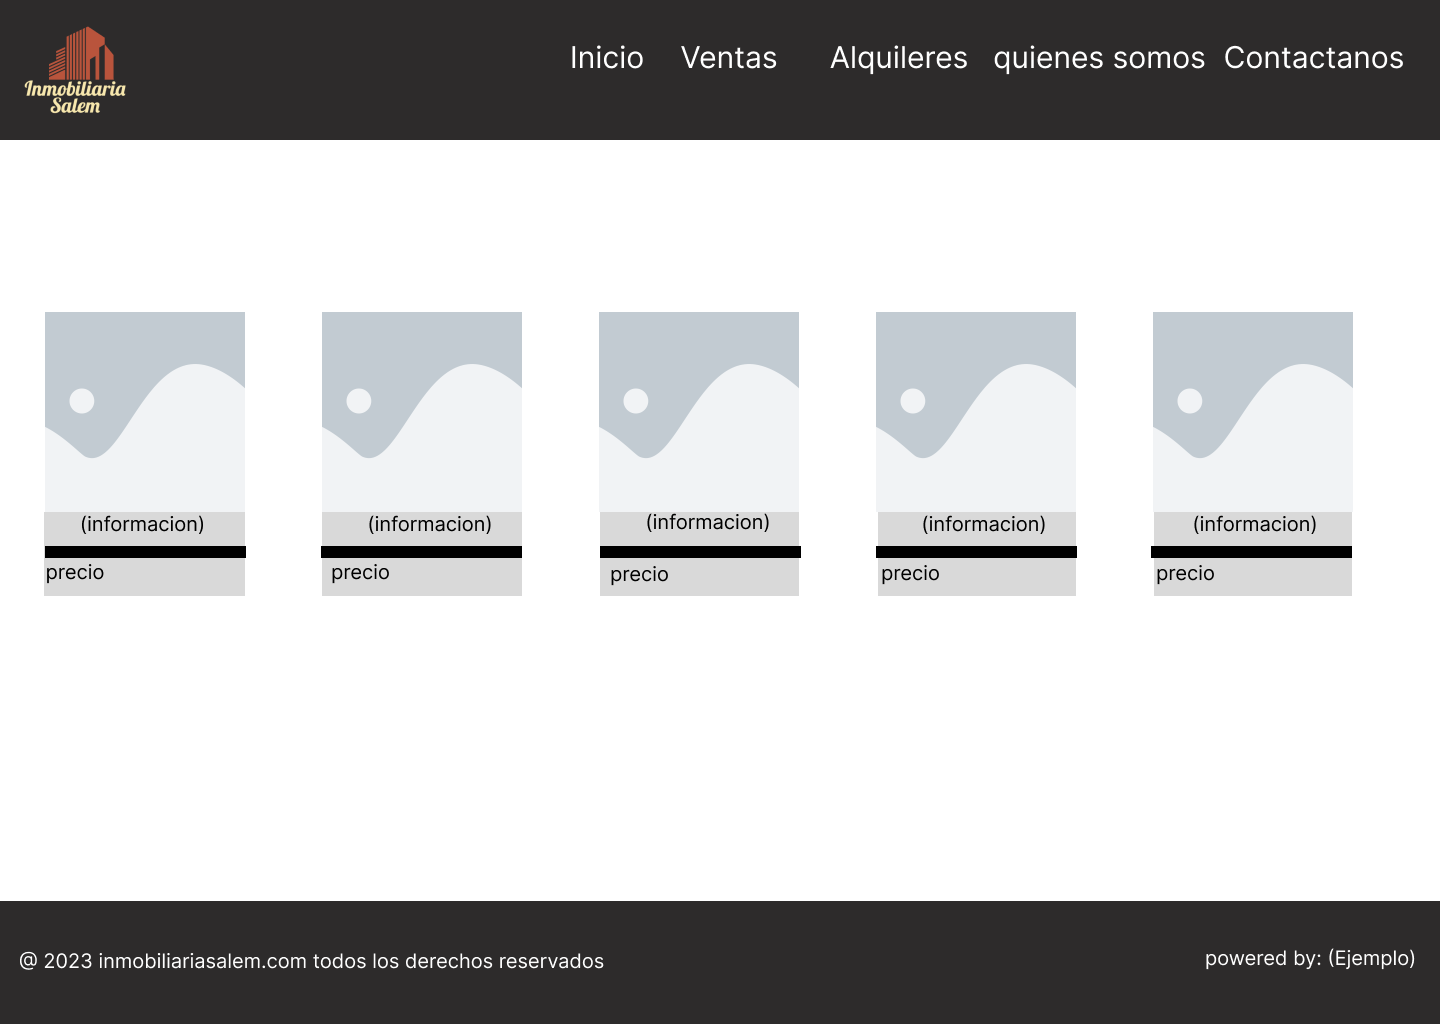 Inmobiliaria
Salem
Inicio Ventas Alquileres quienes somos Contactanos
(informacion) (informacion) (informacion) (informacion) (informacion)
precio precio precio precio precio
@ 2023 inmobiliariasalem.com todos los derechos reservados
powered by: (Ejemplo)